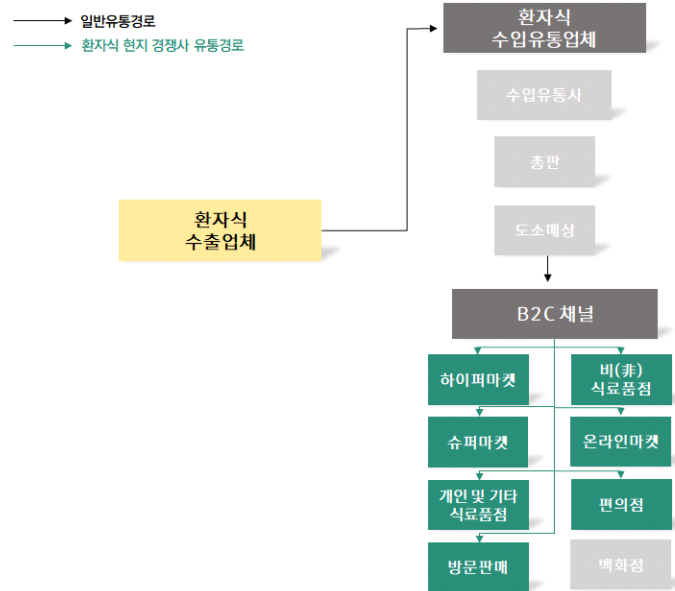 일반유통경로
환자식 현지 경쟁사 유통경로
환자식
수입유통업체
수입유통사
총판
도소매상
환자식
수출업체
B2C 채널
하이퍼마켓
비(非)
식료품점
슈퍼마켓
온라인마켓
개인 및 기타
식료품점
편의점
방문판매
백화점